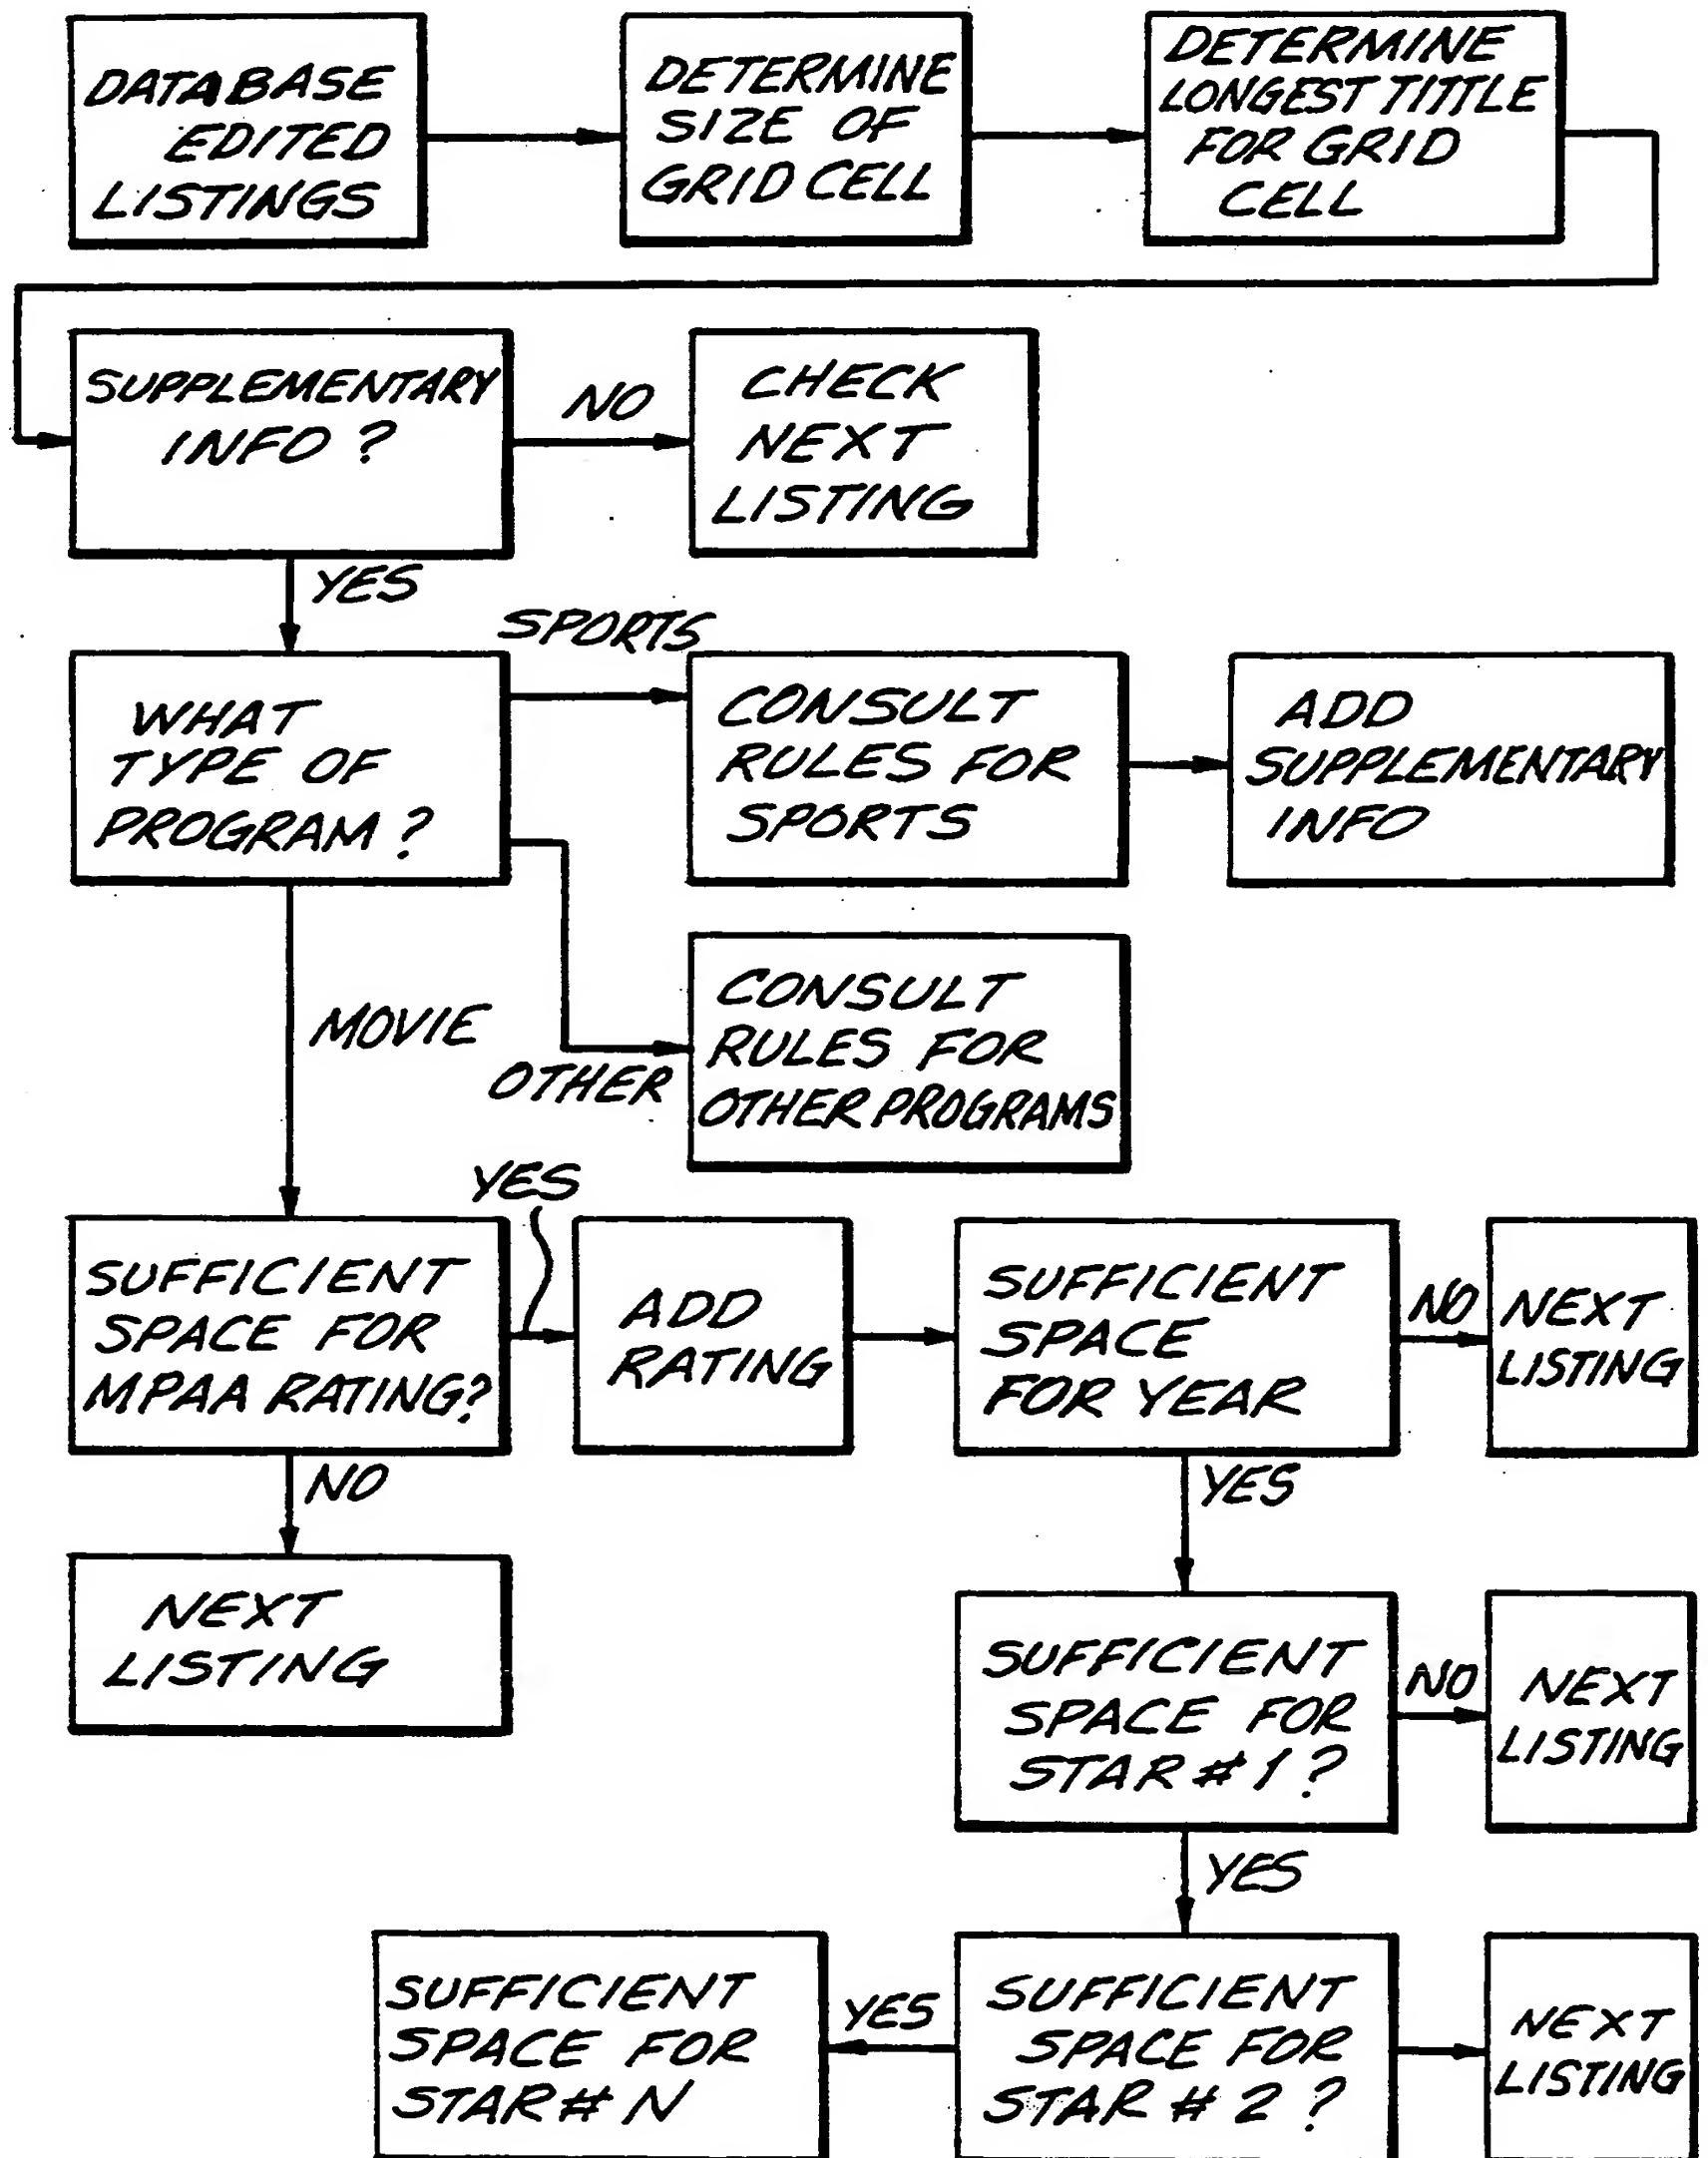 DATABASE
EDITED
LISTINGS
DETERMINE
SIZE OF
GRID CELL
DETERMINE
LONGEST TITTLE
FOR GRID
CELL
SUPPLEMENTARY
INFO ?
NO
CHECK
NEXT
LISTING
YES
SPORTS
WHAT
TYPE OF
PROGRAM ?
CONSULT
RULES FOR
SPORTS
ADD
SUPPLEMENTARY
INFO
MOVIE
OTHER
CONSULT
RULES FOR
OTHER PROGRAMS
YES
SUFFICIENT
SPACE FOR
MPAA RATING?
ADD
RATING
SUFFICIENT
SPACE
FOR YEAR
NO
NEXT
LISTING
NO
YES
NEXT
LISTING
SUFFICIENT
SPACE FOR
STAR # 1 ?
NO
NEXT
LISTING
YES
SUFFICIENT
SPACE FOR
STAR # N
YES
SUFFICIENT
SPACE FOR
STAR # 2 ?
NEXT
LISTING